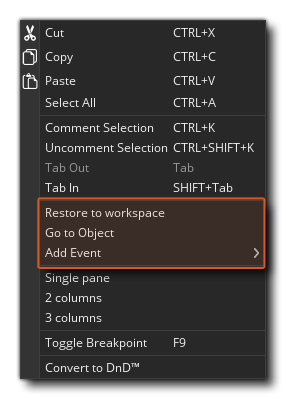 Cut CTRL+X
Copy CTRL+C
Paste CTRL+V
Select All CTRL+A
Comment Selection CTRL+K
Uncomment Selection CTRL+SHIFT+K
Tab Out Tab
Tab In SHIFT+Tab
Restore to workspace
Go to Object
Add Event
Single pane
2 columns
3 columns
Toggle Breakpoint F9
Convert to DnD™